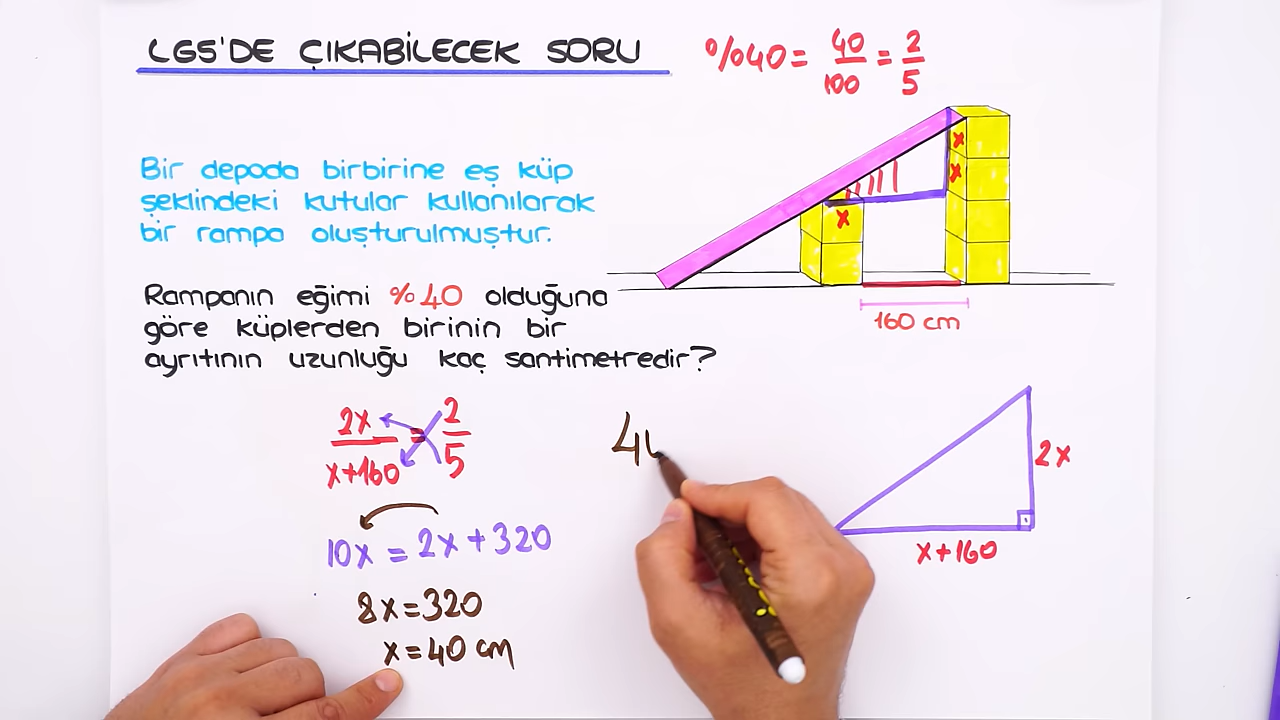 LGS'DE ÇIKABİLECEK SORU
%40 = 40/100 = 2/5
Bir depoda birbirine eş küp
şeklindeki kutular kullanılarak
bir rampa oluşturulmuştur.
x
x
x
160 cm
Rampanın eğimi %40 olduğuna
göre küplerden birinin bir
ayrıtının uzunluğu kaç santimetredir?
2x/x+160 = 2/5
10x = 2x+320
8x=320
x=40 cm
2x
x+160